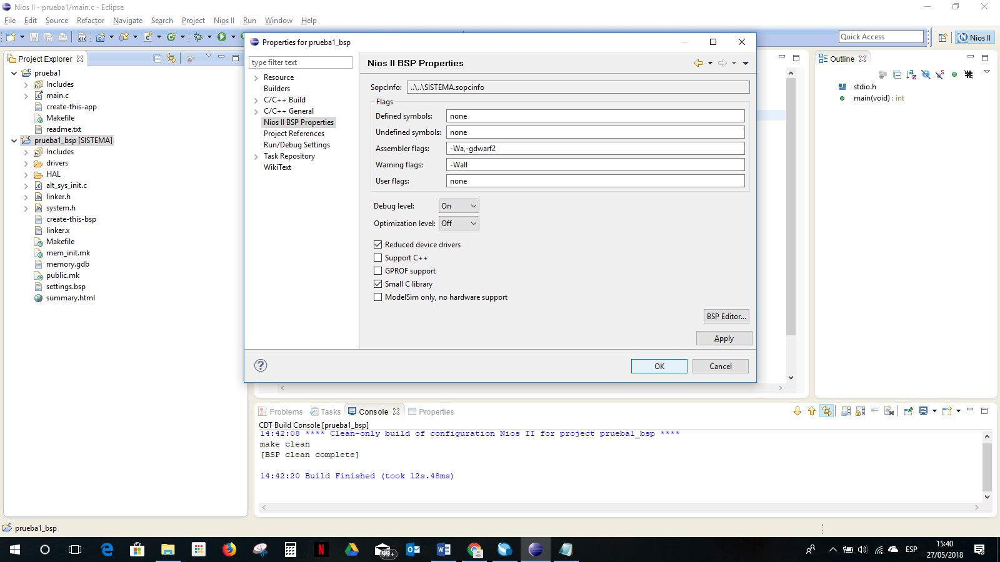 Nios II - prueba1/main.c - Eclipse
File Edit Source Refactor Navigate Search Project Nios II Run Window Help
Quick Access
Nios II
Project Explorer
prueba1
Includes
main.c
create-this-app
Makefile
readme.txt
prueba1_bsp [SISTEMA]
Includes
drivers
HAL
alt_sys_init.c
linker.h
system.h
create-this-bsp
linker.x
Makefile
mem_init.mk
memory.gdb
public.mk
settings.bsp
summary.html
Properties for prueba1_bsp
type filter text
Resource
Builders
C/C++ Build
C/C++ General
Nios II BSP Properties
Project References
Run/Debug Settings
Task Repository
WikiText
Nios II BSP Properties
SopcInfo: ..\..\SISTEMA.sopcinfo
Flags
Defined symbols: none
Undefined symbols: none
Assembler flags: -Wa,-gdwarf2
Warning flags: -Wall
User flags: none
Debug level: On
Optimization level: Off
Reduced device drivers
Support C++
GPROF support
Small C library
ModelSim only, no hardware support
BSP Editor...
Apply
OK Cancel
Outline
stdio.h
main(void) : int
Problems Tasks Console Properties
CDT Build Console [prueba1_bsp]
14:42:08 **** Clean-only build of configuration Nios II for project prueba1_bsp ****
make clean
[BSP clean complete]
14:42:20 Build Finished (took 12s.48ms)
prueba1_bsp
99+
ESP
15:40
27/05/2018